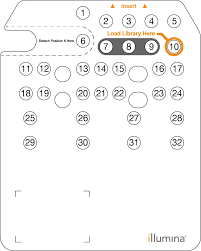 1
▲ Insert ▲
2 3 4 5
Load Library Here
Detach Position 6 Here 6 7 8 9 10
11 12 13 14 15 16 17
18 19 20 21 22 23 24
25 26 27 28
29 30 31 32
illumina